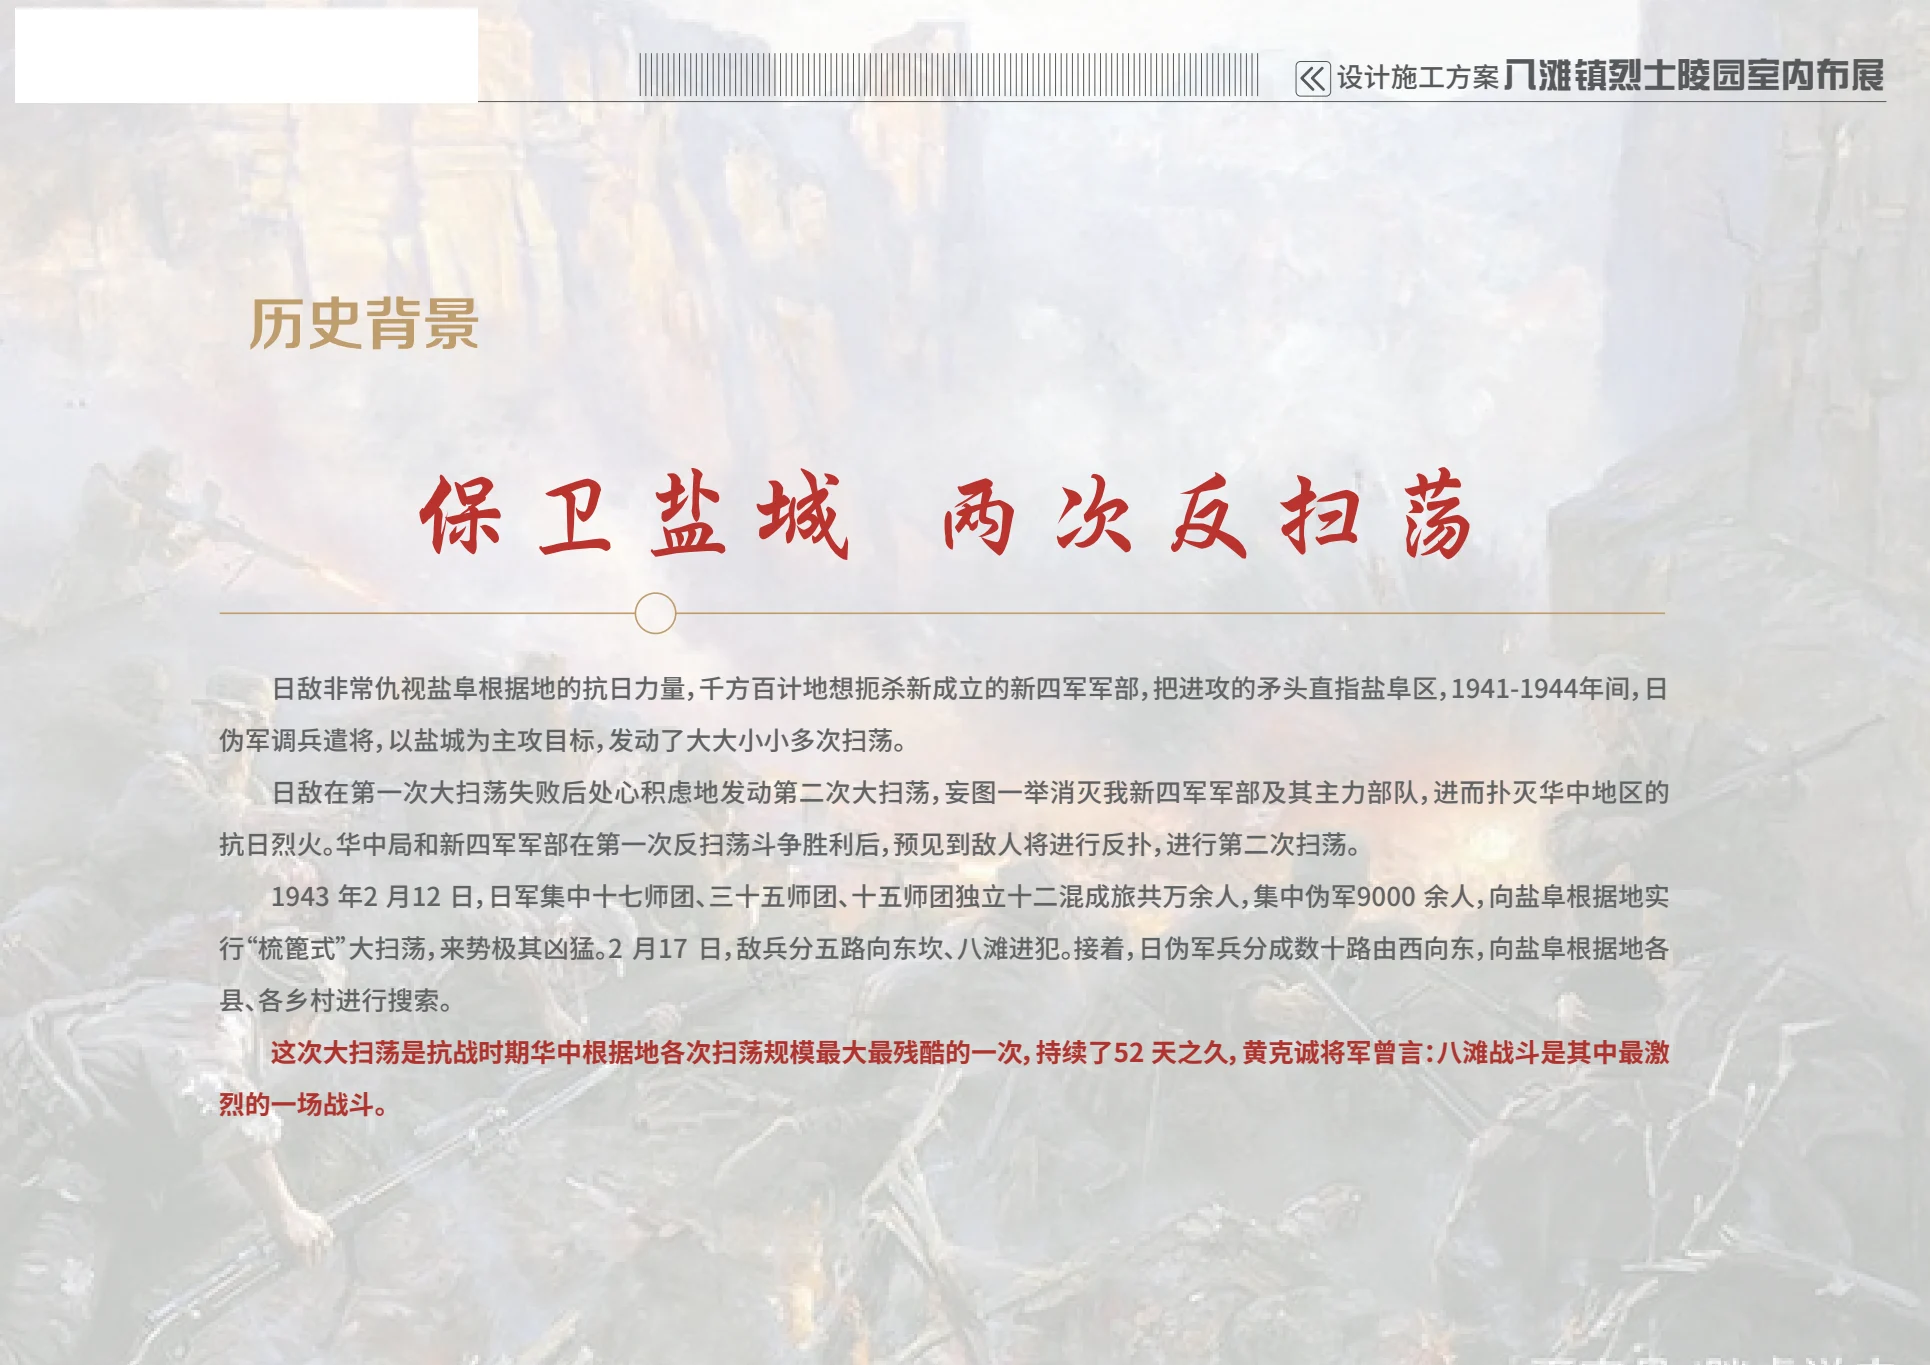 设计施工方案 八滩镇烈士陵园室内布展
历史背景
保卫盐城 两次反扫荡
日敌非常仇视盐阜根据地的抗日力量，千方百计地想扼杀新成立的新四军军部，把进攻的矛头直指盐阜区，1941-1944年间，日
伪军调兵遣将，以盐城为主攻目标，发动了大大小小多次扫荡。
日敌在第一次大扫荡失败后处心积虑地发动第二次大扫荡，妄图一举消灭我新四军军部及其主力部队，进而扑灭华中地区的
抗日烈火。华中局和新四军军部在第一次反扫荡斗争胜利后，预见到敌人将进行反扑，进行第二次扫荡。
1943 年2 月12 日，日军集中十七师团、三十五师团、十五师团独立十二混成旅共万余人，集中伪军9000 余人，向盐阜根据地实
行“梳篦式”大扫荡，来势极其凶猛。2 月17 日，敌兵分五路向东坎、八滩进犯。接着，日伪军兵分成数十路由西向东，向盐阜根据地各
县、各乡村进行搜索。
这次大扫荡是抗战时期华中根据地各次扫荡规模最大最残酷的一次，持续了52 天之久，黄克诚将军曾言：八滩战斗是其中最激
烈的一场战斗。